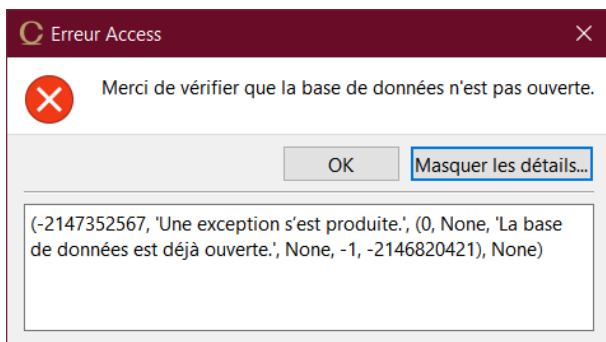 Erreur Access
Merci de vérifier que la base de données n'est pas ouverte.
OK
Masquer les détails...
(-2147352567, 'Une exception s’est produite.', (0, None, 'La base
de données est déjà ouverte.', None, -1, -2146820421), None)